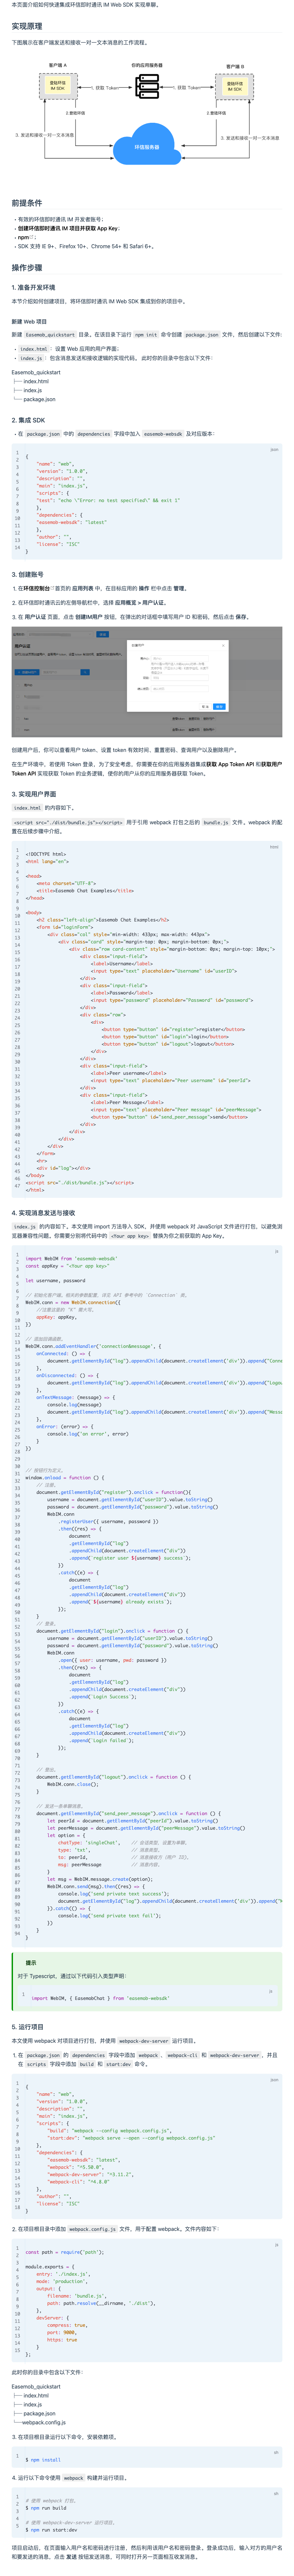 本页面介绍如何快速集成环信即时通讯 IM Web SDK 实现单聊。
实现原理
下图展示在客户端发送和接收一对一文本消息的工作流程。
客户端 A
你的应用服务器
客户端 B
登陆环信
IM SDK
1. 获取 Token
1. 获取 Token
登陆环信
IM SDK
2.登陆环信
2.登陆环信
3. 发送和接收一对一文本消息
3. 发送和接收一对一文本消息
环信服务器
前提条件
• 有效的环信即时通讯 IM 开发者账号；
• 创建环信即时通讯 IM 项目并获取 App Key；
• npm；
• SDK 支持 IE 9+、Firefox 10+、Chrome 54+ 和 Safari 6+。
操作步骤
1. 准备开发环境
本节介绍如何创建项目，将环信即时通讯 IM Web SDK 集成到你的项目中。
新建 Web 项目
新建 Easemob_quickstart 目录。在该目录下运行 npm init 命令创建 package.json 文件，然后创建以下文件:
• index.html：设置 Web 应用的用户界面；
• index.js：包含消息发送和接收逻辑的实现代码。 此时你的目录中包含以下文件：
Easemob_quickstart
├── index.html
├── index.js
└── package.json
2. 集成 SDK
• 在 package.json 中的 dependencies 字段中加入 easemob-websdk 及对应版本：
json
{
"name": "web",
"version": "1.0.0",
"description": "",
"main": "index.js",
"scripts": {
"test": "echo \"Error: no test specified\" && exit 1"
},
"dependencies": {
"easemob-websdk": "latest"
},
"author": "",
"license": "ISC"
}
3. 创建账号
1. 在环信控制台首页的 应用列表 中，在目标应用的 操作 栏中点击 管理。
2. 在环信即时通讯云的左侧导航栏中，选择 应用概览 > 用户认证。
3. 在 用户认证 页面，点击 创建IM用户 按钮，在弹出的对话框中填写用户 ID 和密码，然后点击 保存。
用户认证
创建用户后，你可以查看用户 token、设置 token 有效时间、重置密码、查询用户以及删除用户。
在生产环境中，若使用 Token 登录，为了安全考虑，你需要在你的应用服务器集成获取 App Token API 和获取用户
Token API 实现获取 Token 的业务逻辑，使你的用户从你的应用服务器获取 Token。
3. 实现用户界面
index.html 的内容如下。
<script src="./dist/bundle.js"></script> 用于引用 webpack 打包之后的 bundle.js 文件。webpack 的配
置在后续步骤中介绍。
html
<!DOCTYPE html>
<html lang="en">
<head>
<meta charset="UTF-8">
<title>Easemob Chat Examples</title>
</head>
<body>
<h2 class="left-align">Easemob Chat Examples</h2>
<form id="loginForm">
<div class="col" style="min-width: 433px; max-width: 443px">
<div class="card" style="margin-top: 0px; margin-bottom: 0px;">
<div class="row card-content" style="margin-bottom: 0px; margin-top: 10px;">
<div class="input-field">
<label>Username</label>
<input type="text" placeholder="Username" id="userID">
</div>
<div class="input-field">
<label>Password</label>
<input type="password" placeholder="Password" id="password">
</div>
<div class="row">
<div>
<button type="button" id="register">register</button>
<button type="button" id="login">login</button>
<button type="button" id="logout">logout</button>
</div>
</div>
<div class="input-field">
<label>Peer username</label>
<input type="text" placeholder="Peer username" id="peerId">
</div>
<div class="input-field">
<label>Peer Message</label>
<input type="text" placeholder="Peer message" id="peerMessage">
<button type="button" id="send_peer_message">send</button>
</div>
</div>
</div>
</div>
</form>
<hr>
<div id="log"></div>
</body>
<script src="./dist/bundle.js"></script>
</html>
4. 实现消息发送与接收
index.js 的内容如下。本文使用 import 方法导入 SDK，并使用 webpack 对 JavaScript 文件进行打包，以避免浏
览器兼容性问题。你需要分别将代码中的 <your app key> 替换为你之前获取的 App Key。
js
import WebIM from 'easemob-websdk'
const appKey = "<Your app key>"
let username, password
// 初始化客户端。相关的参数配置，详见 API 参考中的 `Connection` 类。
WebIM.conn = new WebIM.connection({
//注意这里的 "K" 需大写。
appKey: appKey,
})
// 添加回调函数。
WebIM.conn.addEventHandler('connection&message', {
onConnected: () => {
document.getElementById("log").appendChild(document.createElement('div')).append("Conne
},
onDisconnected: () => {
document.getElementById("log").appendChild(document.createElement('div')).append("Logou
},
onTextMessage: (message) => {
console.log(message)
document.getElementById("log").appendChild(document.createElement('div')).append("Messa
},
onError: (error) => {
console.log('on error', error)
}
})
// 按钮行为定义。
window.onload = function () {
// 注册。
document.getElementById("register").onclick = function(){
username = document.getElementById("userID").value.toString()
password = document.getElementById("password").value.toString()
WebIM.conn
.registerUser({ username, password })
.then((res) => {
document
.getElementById("log")
.appendChild(document.createElement("div"))
.append(`register user ${username} success`);
})
.catch((e) => {
document
.getElementById("log")
.appendChild(document.createElement("div"))
.append(`${username} already exists`);
});
}
// 登录。
document.getElementById("login").onclick = function () {
username = document.getElementById("userID").value.toString()
password = document.getElementById("password").value.toString()
WebIM.conn
.open({ user: username, pwd: password })
.then((res) => {
document
.getElementById("log")
.appendChild(document.createElement("div"))
.append(`Login Success`);
})
.catch((e) => {
document
.getElementById("log")
.appendChild(document.createElement("div"))
.append(`Login failed`);
});
}
// 登出。
document.getElementById("logout").onclick = function () {
WebIM.conn.close();
}
// 发送一条单聊消息。
document.getElementById("send_peer_message").onclick = function () {
let peerId = document.getElementById("peerId").value.toString()
let peerMessage = document.getElementById("peerMessage").value.toString()
let option = {
chatType: 'singleChat', // 会话类型，设置为单聊。
type: 'txt', // 消息类型。
to: peerId, // 消息接收方（用户 ID)。
msg: peerMessage // 消息内容。
}
let msg = WebIM.message.create(option);
WebIM.conn.send(msg).then((res) => {
console.log('send private text success');
document.getElementById("log").appendChild(document.createElement('div')).append("M
}).catch(() => {
console.log('send private text fail');
})
}
}
提示
对于 Typescript，通过以下代码引入类型声明：
js
import WebIM, { EasemobChat } from 'easemob-websdk'
5. 运行项目
本文使用 webpack 对项目进行打包，并使用 webpack-dev-server 运行项目。
1. 在 package.json 的 dependencies 字段中添加 webpack、webpack-cli 和 webpack-dev-server，并且
在 scripts 字段中添加 build 和 start:dev 命令。
json
{
"name": "web",
"version": "1.0.0",
"description": "",
"main": "index.js",
"scripts": {
"build": "webpack --config webpack.config.js",
"start:dev": "webpack serve --open --config webpack.config.js"
},
"dependencies": {
"easemob-websdk": "latest",
"webpack": "^5.50.0",
"webpack-dev-server": "^3.11.2",
"webpack-cli": "^4.8.0"
},
"author": "",
"license": "ISC"
}
2. 在项目根目录中添加 webpack.config.js 文件，用于配置 webpack。文件内容如下：
js
const path = require('path');
module.exports = {
entry: './index.js',
mode: 'production',
output: {
filename: 'bundle.js',
path: path.resolve(__dirname, './dist'),
},
devServer: {
compress: true,
port: 9000,
https: true
}
};
此时你的目录中包含以下文件：
Easemob_quickstart
├── index.html
├── index.js
├── package.json
└──webpack.config.js
3. 在项目根目录运行以下命令，安装依赖项。
sh
$ npm install
4. 运行以下命令使用 webpack 构建并运行项目。
sh
# 使用 webpack 打包。
$ npm run build
# 使用 webpack-dev-server 运行项目。
$ npm run start:dev
项目启动后，在页面输入用户名和密码进行注册，然后利用该用户名和密码登录。登录成功后，输入对方的用户名
和要发送的消息，点击 发送 按钮发送消息，可同时打开另一页面相互收发消息。